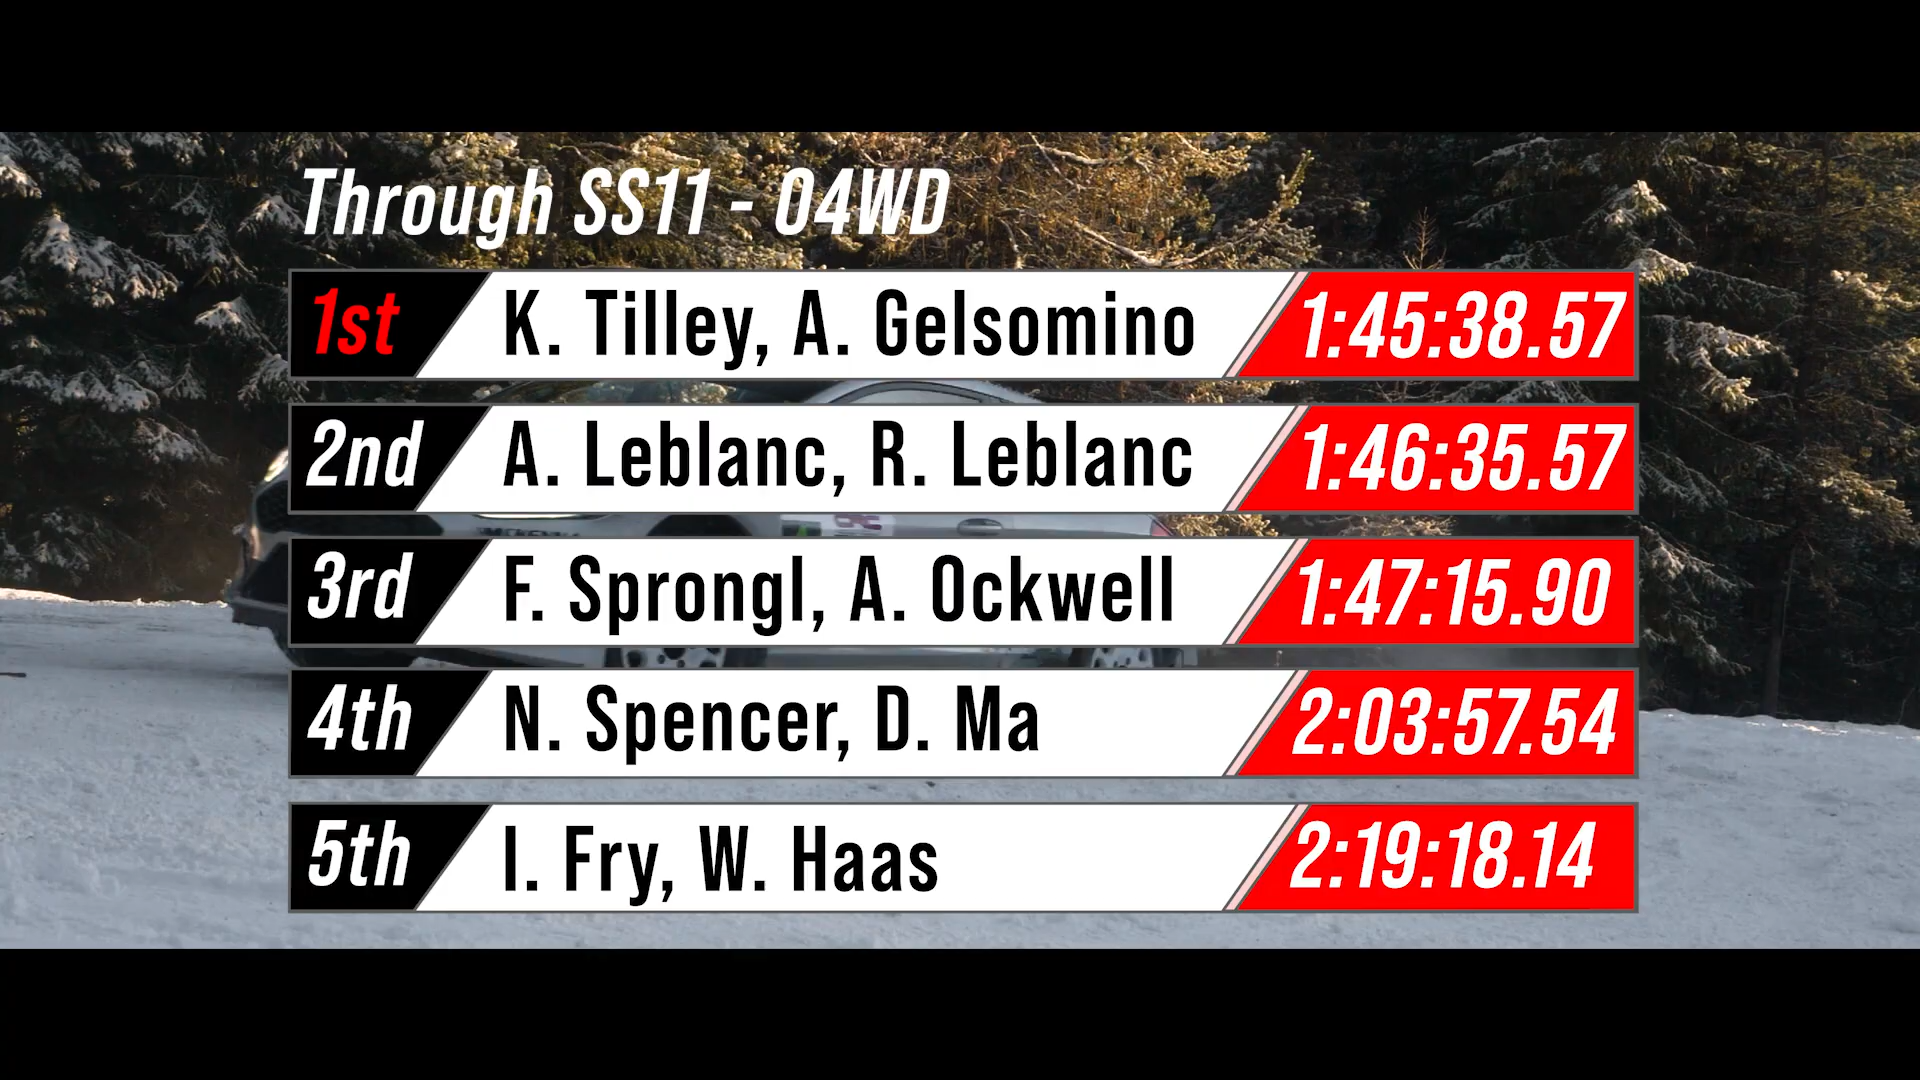 Through SS11 - O4WD
1st K. Tilley, A. Gelsomino 1:45:38.57
2nd A. Leblanc, R. Leblanc 1:46:35.57
3rd F. Sprongl, A. Ockwell 1:47:15.90
4th N. Spencer, D. Ma 2:03:57.54
5th I. Fry, W. Haas 2:19:18.14